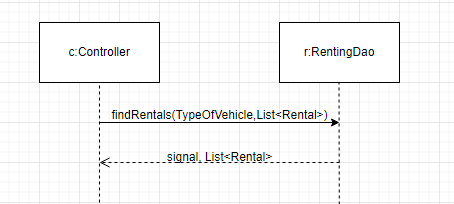 c:Controller
r:RentingDao
findRentals(TypeOfVehicle,List<Rental>)
signal, List<Rental>